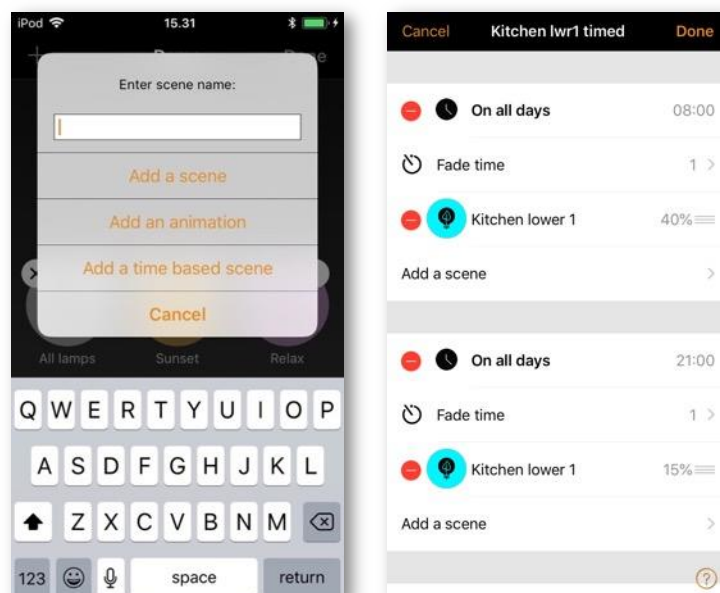 iPod 15.31
Enter scene name:
Add a scene
Add an animation
Add a time based scene
Cancel
All lamps Sunset Relax
Q W E R T Y U I O P
A S D F G H J K L
Z X C V B N M
123 space return
Cancel Kitchen lwr1 timed Done
On all days 08:00
Fade time 1 >
Kitchen lower 1 40%
Add a scene >
On all days 21:00
Fade time 1 >
Kitchen lower 1 15%
Add a scene >
?